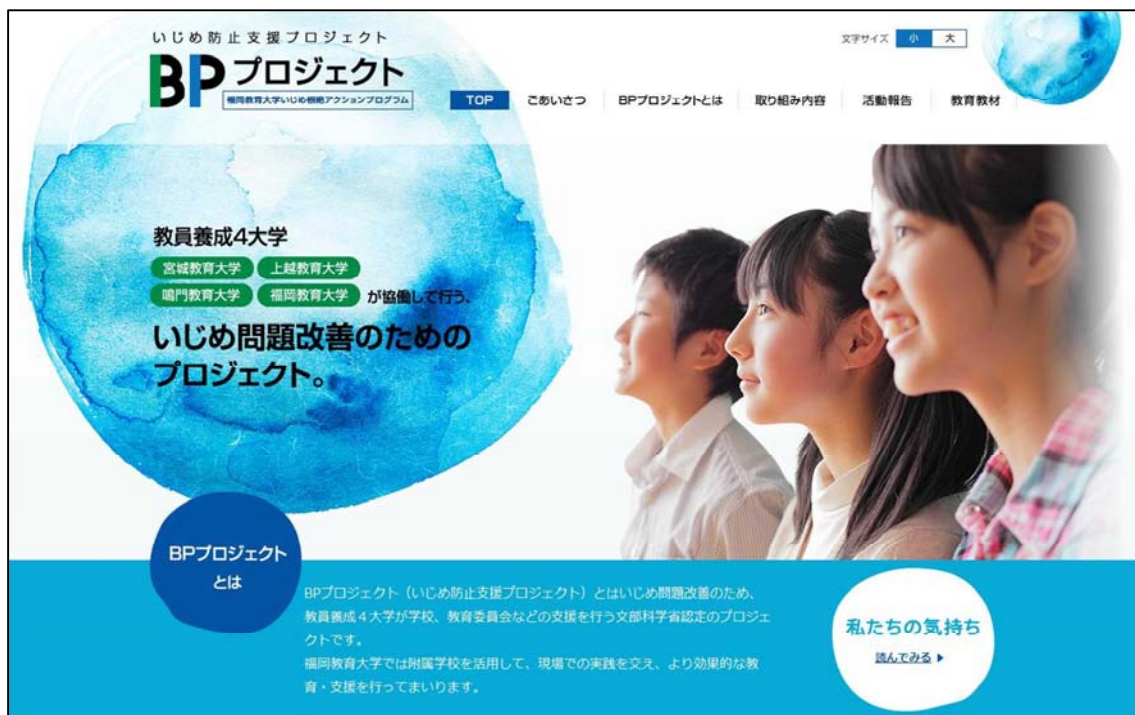 いじめ防止支援プロジェクト
BPプロジェクト
福岡教育大学いじめ根絶アクションプログラム
文字サイズ 小 大
TOP ごあいさつ BPプロジェクトとは 取り組み内容 活動報告 教育教材
教員養成4大学
宮城教育大学 上越教育大学
鳴門教育大学 福岡教育大学 が協働して行う、
いじめ問題改善のための
プロジェクト。
BPプロジェクト
とは
BPプロジェクト（いじめ防止支援プロジェクト）とはいじめ問題改善のため、
教員養成４大学が学校、教育委員会などの支援を行う文部科学省認定のプロジェ
クトです。
福岡教育大学では附属学校を活用して、現場での実践を交え、より効果的な教
育・支援を行ってまいります。
私たちの気持ち
読んでみる